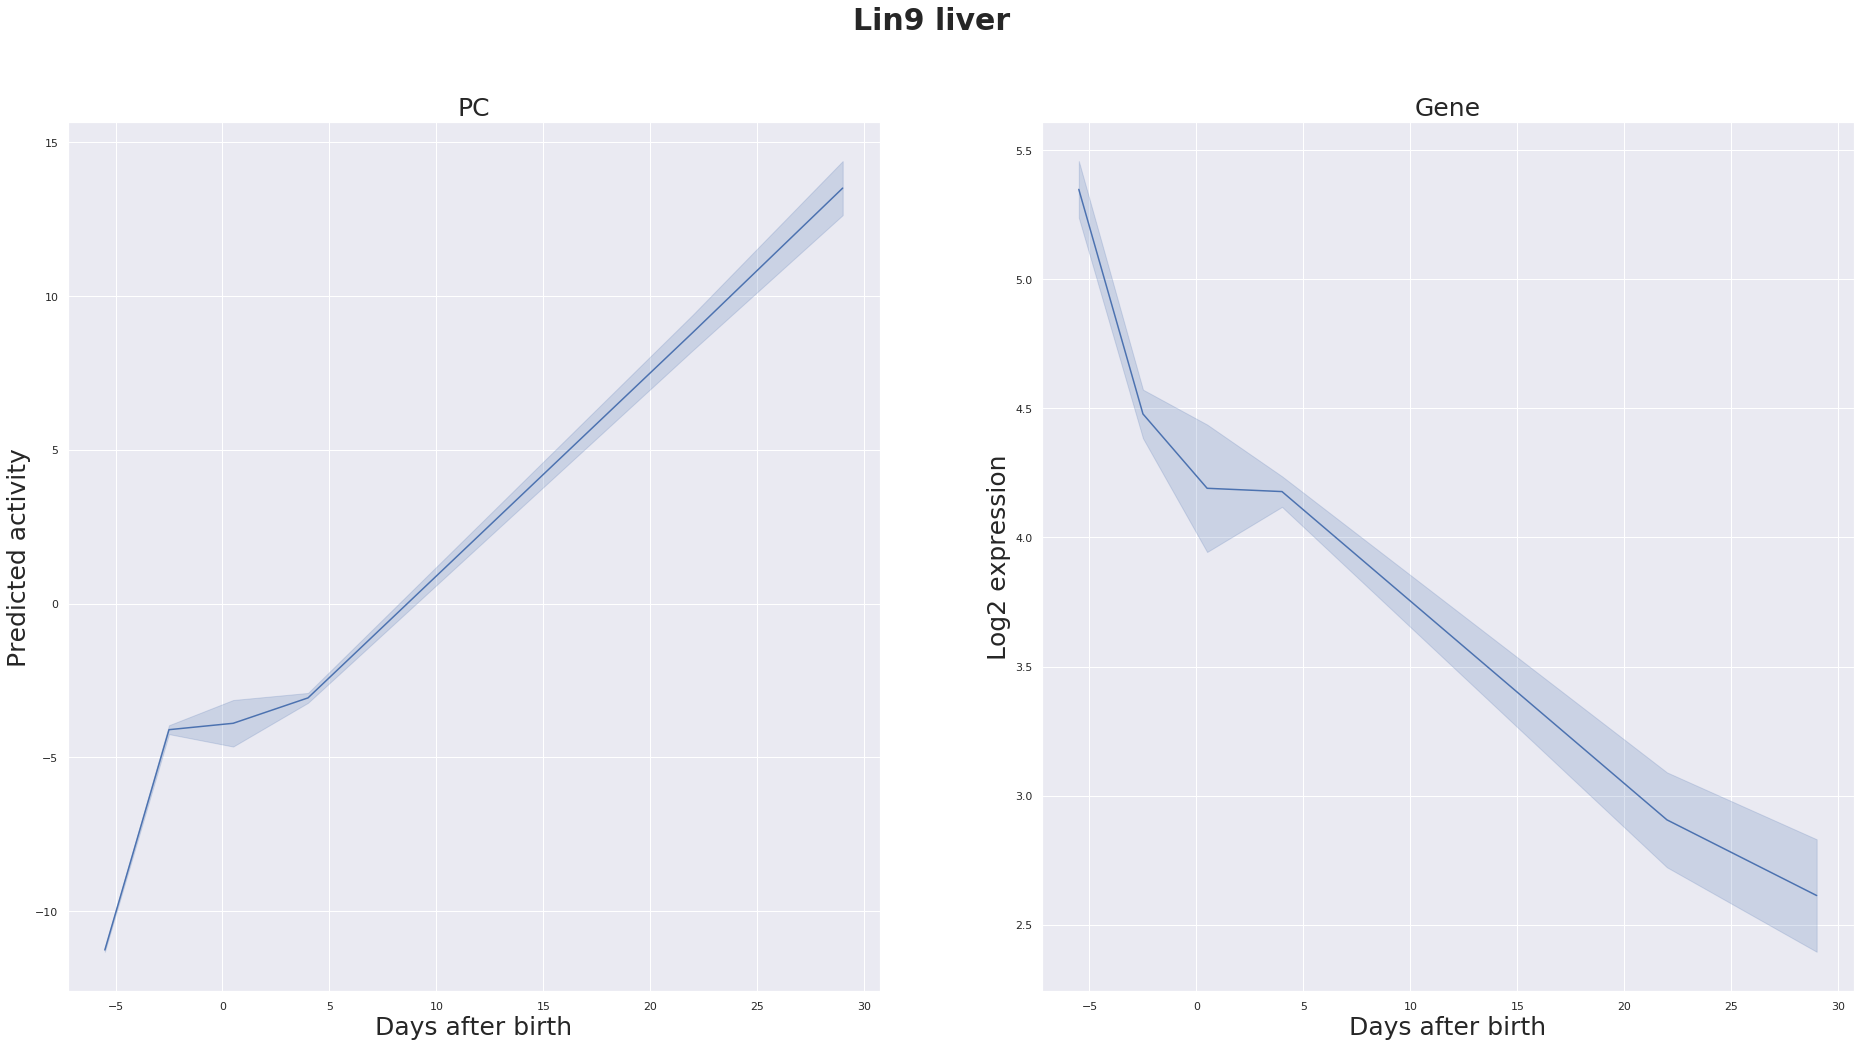 Lin9 liver
PC
Predicted activity
15
10
5
0
−5
−10
−5 0 5 10 15 20 25 30
Days after birth
Gene
Log2 expression
5.5
5.0
4.5
4.0
3.5
3.0
2.5
−5 0 5 10 15 20 25 30
Days after birth